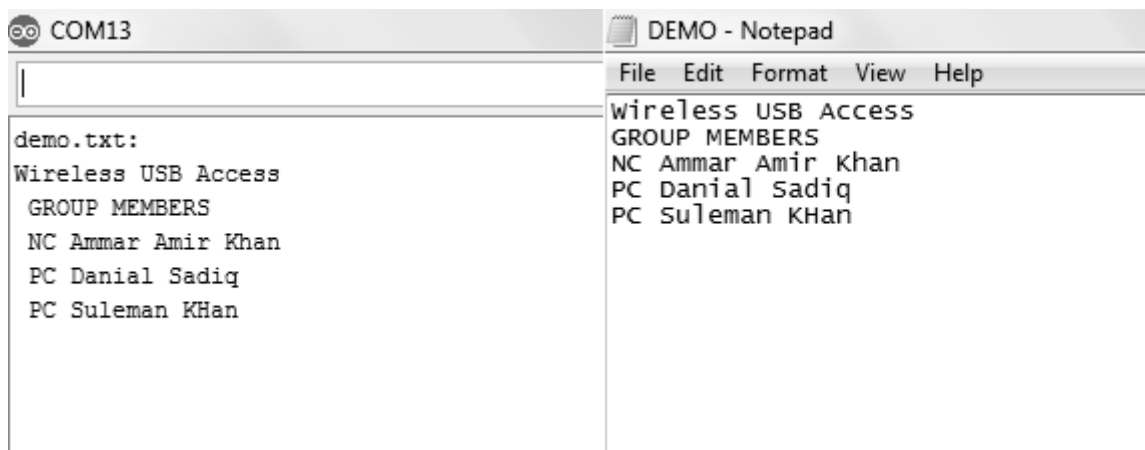 COM13
demo.txt:
Wireless USB Access
GROUP MEMBERS
NC Ammar Amir Khan
PC Danial Sadiq
PC Suleman KHan
DEMO - Notepad
File Edit Format View Help
Wireless USB Access
GROUP MEMBERS
NC Ammar Amir Khan
PC Danial Sadiq
PC Suleman KHan